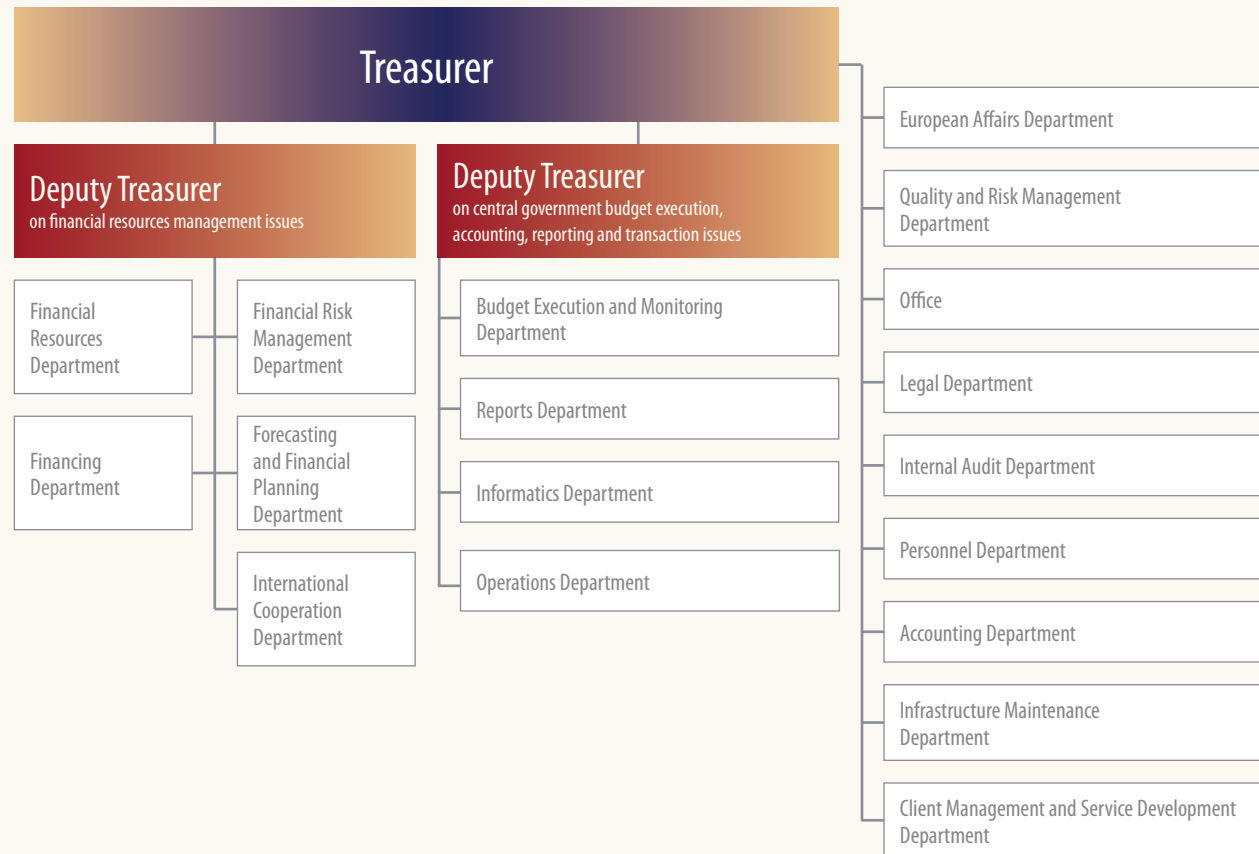 Treasurer
Deputy Treasurer
on financial resources management issues
Financial
Resources
Department
Financial Risk
Management
Department
Financing
Department
Forecasting
and Financial
Planning
Department
International
Cooperation
Department
Deputy Treasurer
on central government budget execution,
accounting, reporting and transaction issues
Budget Execution and Monitoring
Department
Reports Department
Informatics Department
Operations Department
European Affairs Department
Quality and Risk Management
Department
Office
Legal Department
Internal Audit Department
Personnel Department
Accounting Department
Infrastructure Maintenance
Department
Client Management and Service Development
Department